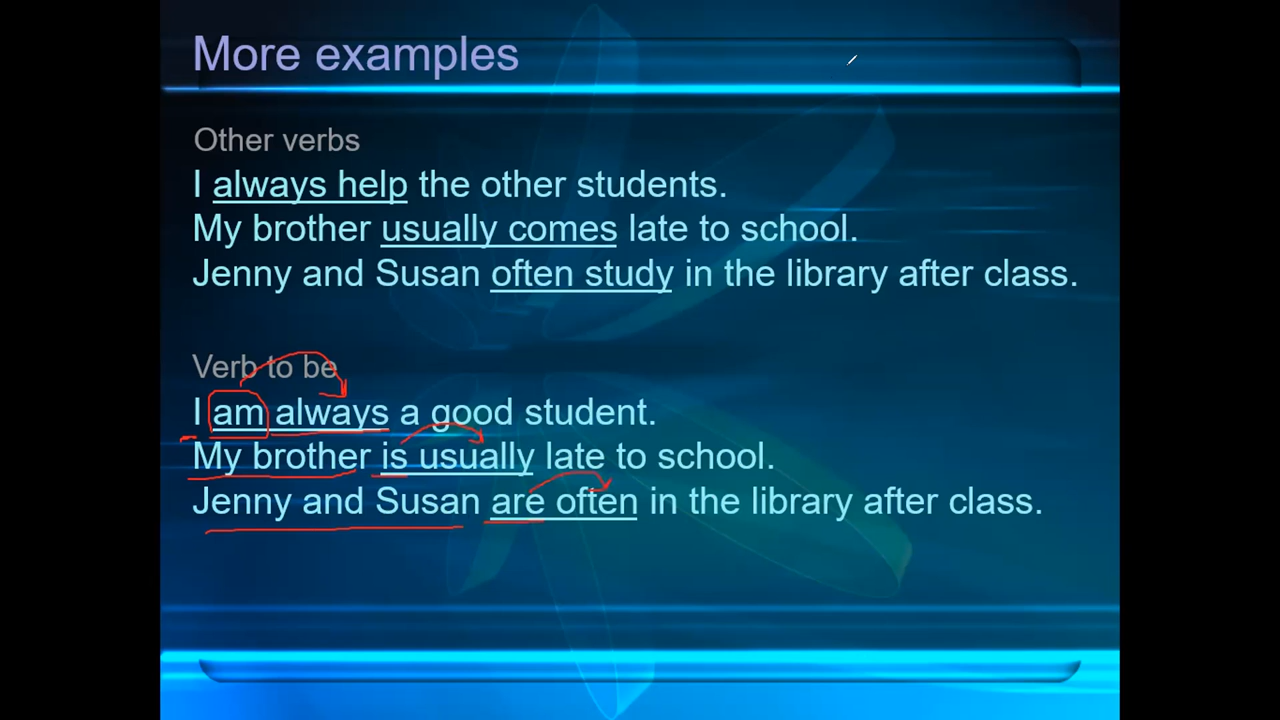 More examples
Other verbs
I always help the other students.
My brother usually comes late to school.
Jenny and Susan often study in the library after class.
Verb to be
I am always a good student.
My brother is usually late to school.
Jenny and Susan are often in the library after class.